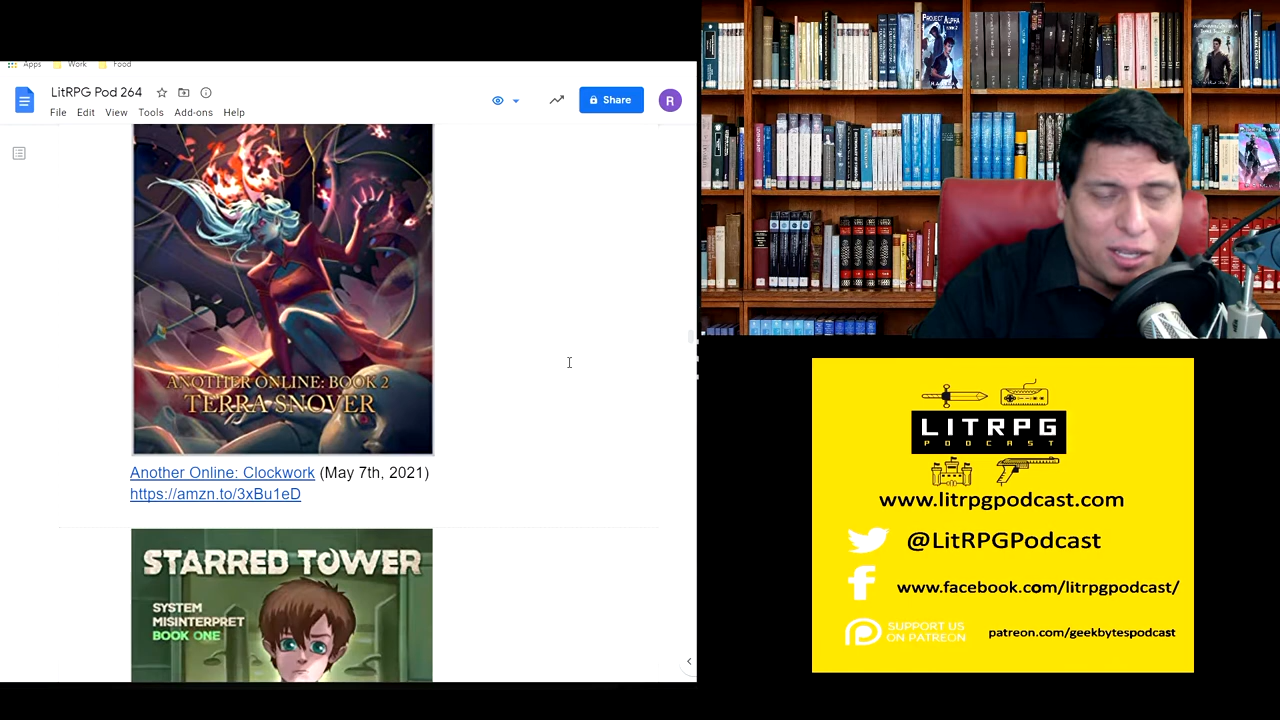 Apps Work Food
LitRPG Pod 264
File Edit View Tools Add-ons Help
Share
R
ANOTHER ONLINE: BOOK 2
TERRA SNOVER
Another Online: Clockwork (May 7th, 2021)
https://amzn.to/3xBu1eD
STARRED TOWER
SYSTEM
MISINTERPRET
BOOK ONE
PROJECT
ALPHA
LITRPG
PODCAST
www.litrpgpodcast.com
@LitRPGPodcast
www.facebook.com/litrpgpodcast/
SUPPORT US
ON PATREON
patreon.com/geekbytespodcast